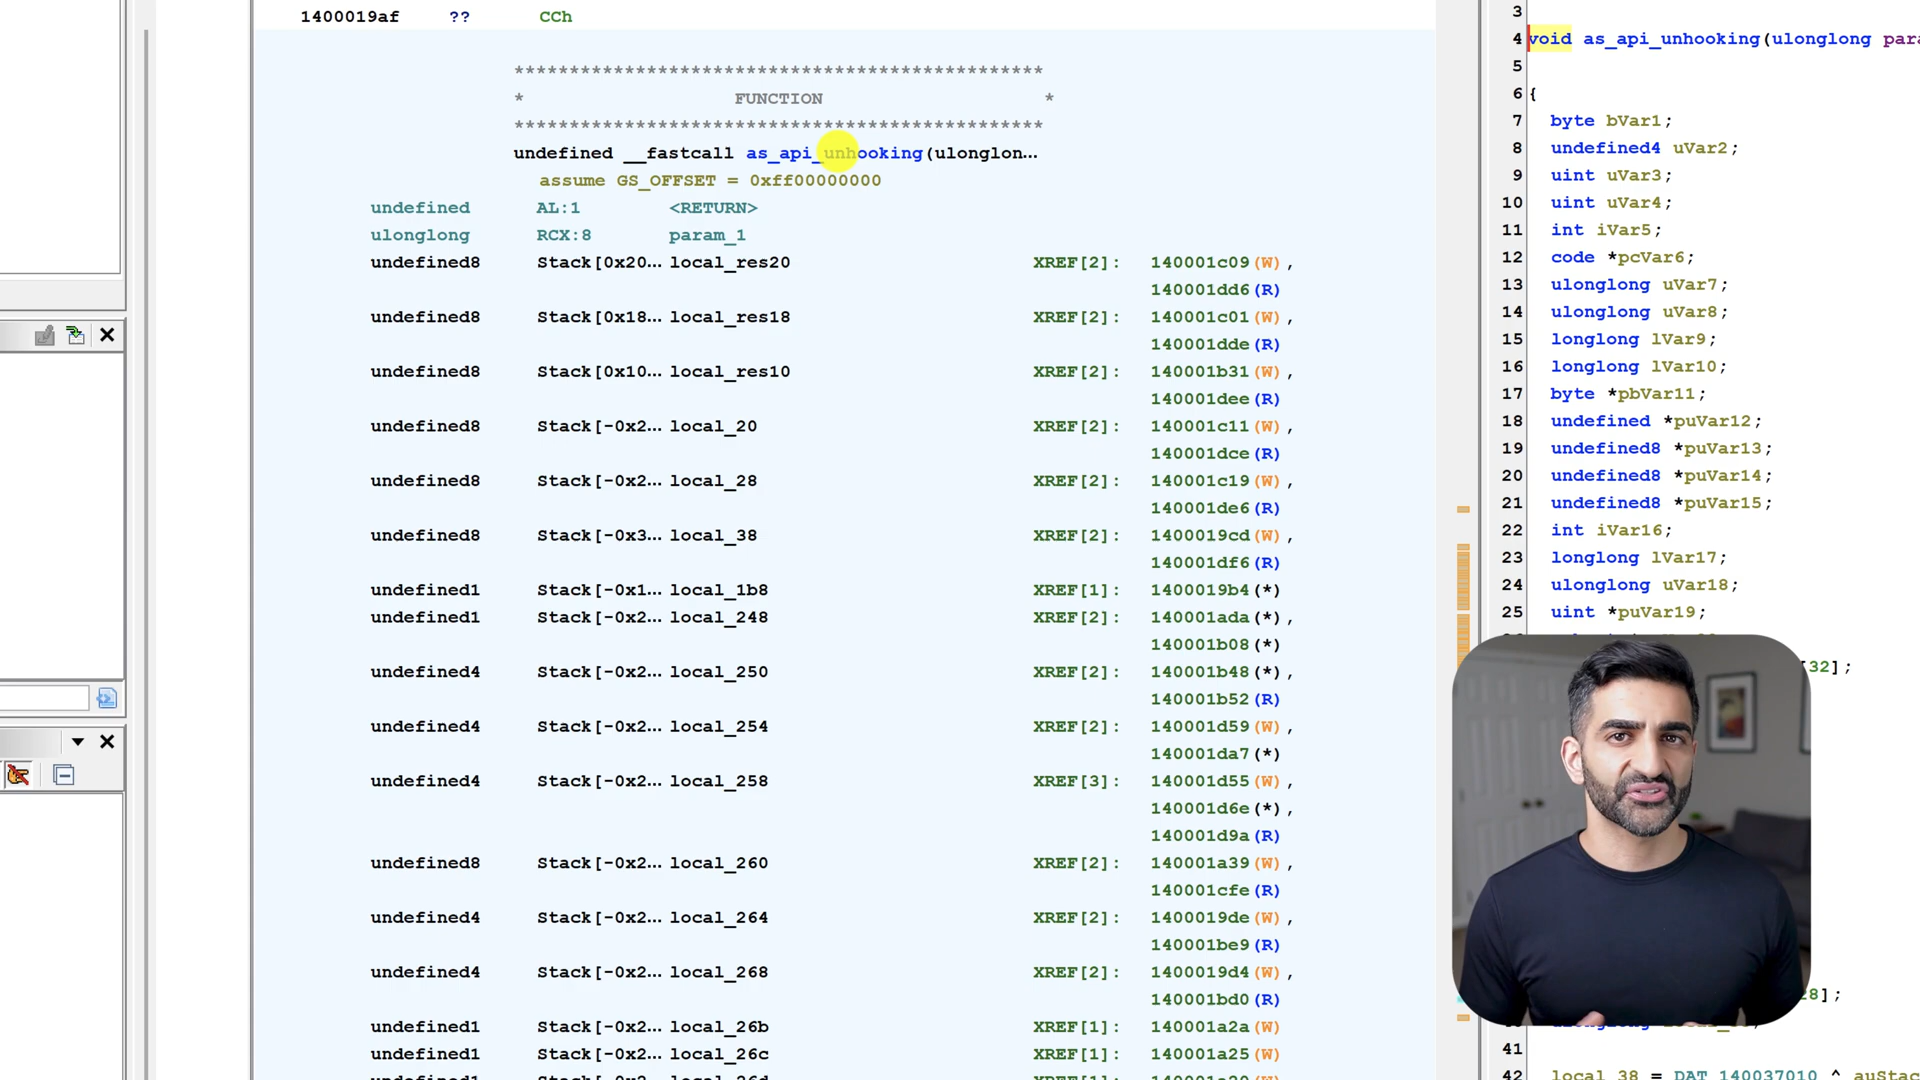 1400019af ?? CCh
************************************************
* FUNCTION *
************************************************
undefined __fastcall as_api_unhooking(ulonglon...
assume GS_OFFSET = 0xff00000000
undefined AL:1 <RETURN>
ulonglong RCX:8 param_1
undefined8 Stack[0x20... local_res20 XREF[2]: 140001c09(W),
140001dd6(R)
undefined8 Stack[0x18... local_res18 XREF[2]: 140001c01(W),
140001dde(R)
undefined8 Stack[0x10... local_res10 XREF[2]: 140001b31(W),
140001dee(R)
undefined8 Stack[-0x2... local_20 XREF[2]: 140001c11(W),
140001dce(R)
undefined8 Stack[-0x2... local_28 XREF[2]: 140001c19(W),
140001de6(R)
undefined8 Stack[-0x3... local_38 XREF[2]: 1400019cd(W),
140001df6(R)
undefined1 Stack[-0x1... local_1b8 XREF[1]: 1400019b4(*)
undefined1 Stack[-0x2... local_248 XREF[2]: 140001ada(*),
140001b08(*)
undefined4 Stack[-0x2... local_250 XREF[2]: 140001b48(*),
140001b52(R)
undefined4 Stack[-0x2... local_254 XREF[2]: 140001d59(W),
140001da7(*)
undefined4 Stack[-0x2... local_258 XREF[3]: 140001d55(W),
140001d6e(*),
140001d9a(R)
undefined8 Stack[-0x2... local_260 XREF[2]: 140001a39(W),
140001cfe(R)
undefined4 Stack[-0x2... local_264 XREF[2]: 1400019de(W),
140001be9(R)
undefined4 Stack[-0x2... local_268 XREF[2]: 1400019d4(W),
140001bd0(R)
undefined1 Stack[-0x2... local_26b XREF[1]: 140001a2a(W)
undefined1 Stack[-0x2... local_26c XREF[1]: 140001a25(W)
3
4 void as_api_unhooking(ulonglong para
5
6 {
7 byte bVar1;
8 undefined4 uVar2;
9 uint uVar3;
10 uint uVar4;
11 int iVar5;
12 code *pcVar6;
13 ulonglong uVar7;
14 ulonglong uVar8;
15 longlong lVar9;
16 longlong lVar10;
17 byte *pbVar11;
18 undefined *puVar12;
19 undefined8 *puVar13;
20 undefined8 *puVar14;
21 undefined8 *puVar15;
22 int iVar16;
23 longlong lVar17;
24 ulonglong uVar18;
25 uint *puVar19;
[32];
28];
41
42 local_38 = DAT_140037010 ^ auStac